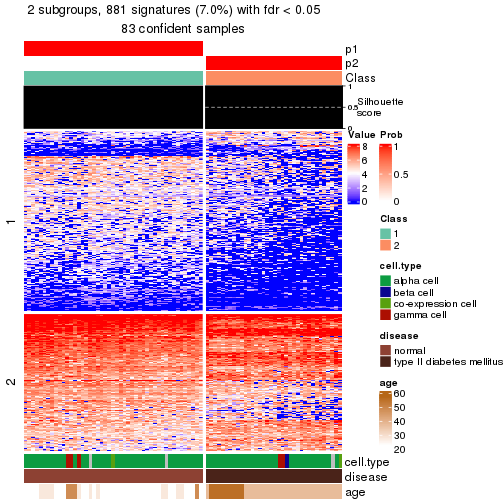 2 subgroups, 881 signatures (7.0%) with fdr < 0.05
83 confident samples
p1
p2
Class
1
0.5
0
Silhouette
score
1
2
Value
8
6
4
2
0
Prob
1
0.5
0
Class
1
2
cell.type
alpha cell
beta cell
co-expression cell
gamma cell
disease
normal
type II diabetes mellitus
age
60
50
40
30
20
cell.type
disease
age